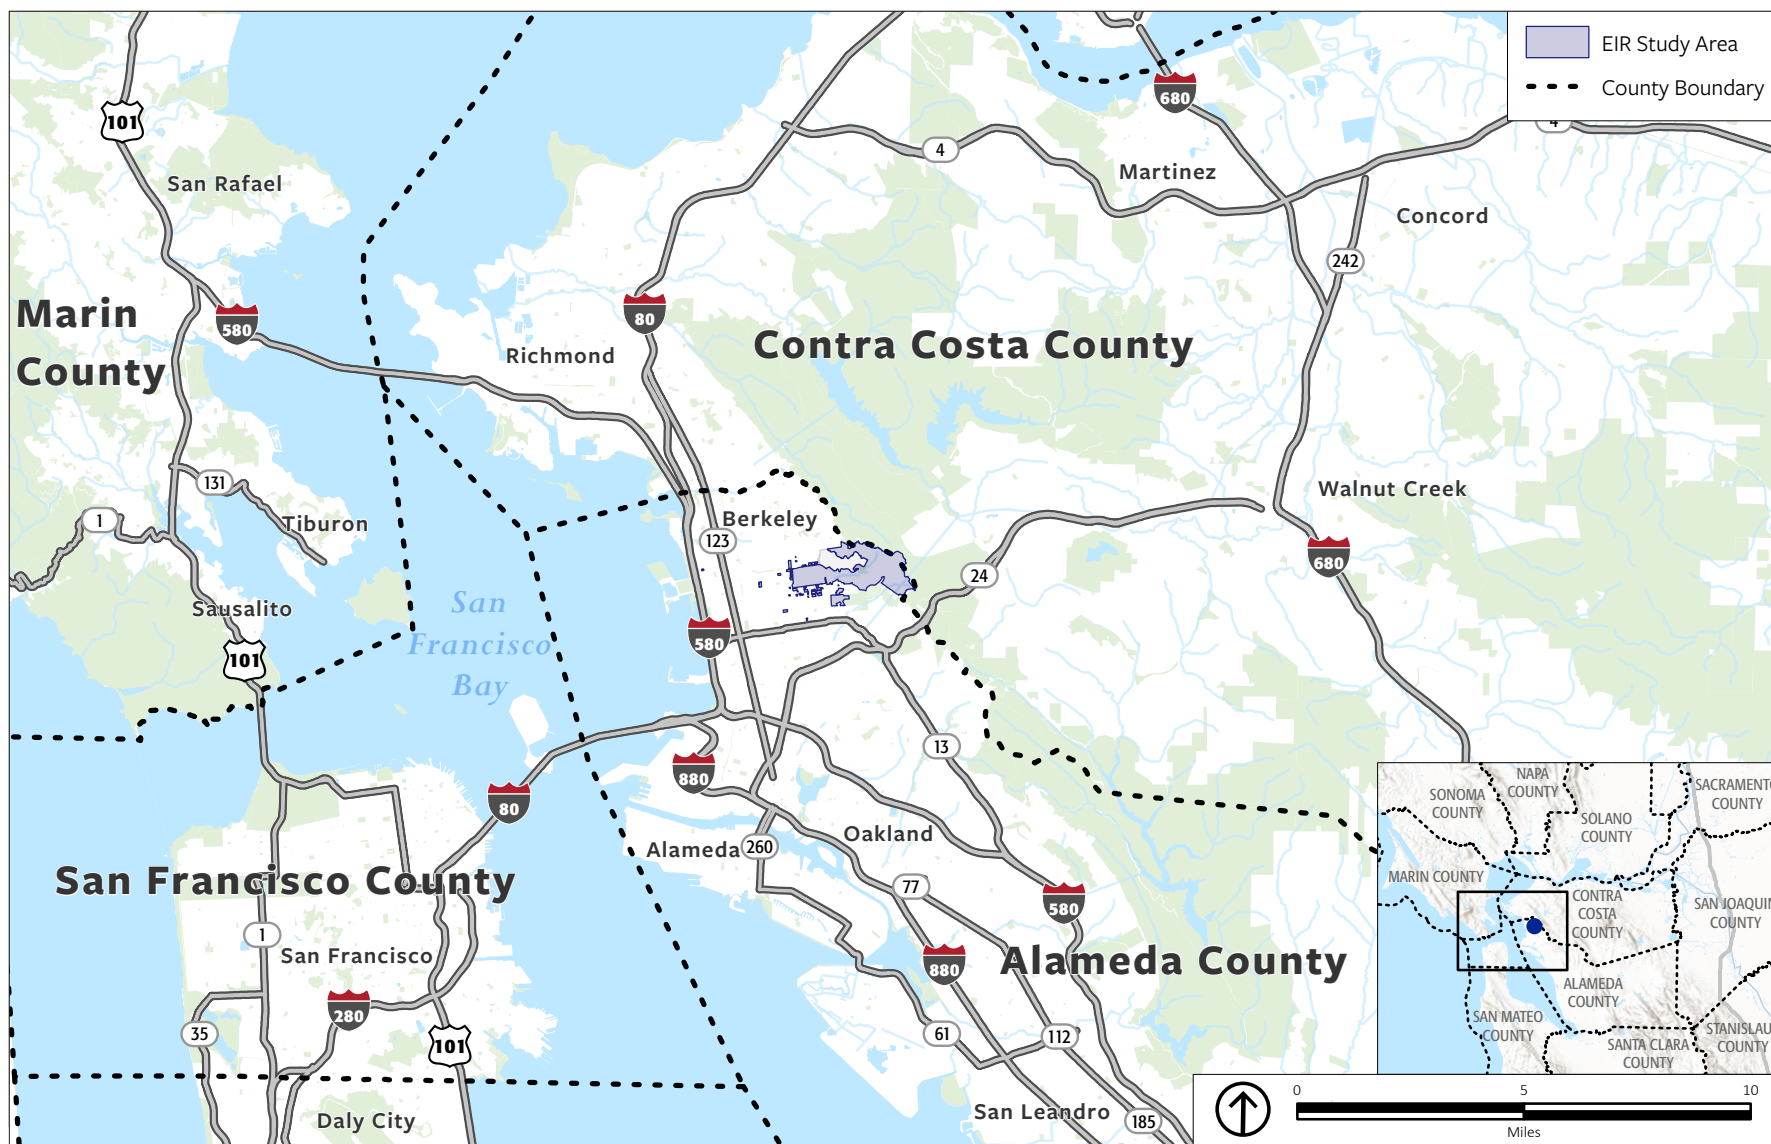 EIR Study Area
County Boundary
101
680
4
4
Martinez
San Rafael
Concord
242
Marin
County
580
80
Contra Costa County
Richmond
131
Tiburon
1
Walnut Creek
Berkeley
123
680
24
San
Francisco
Bay
Sausalito
101
580
13
880
80
Oakland
Alameda
260
San Francisco County
77
580
1
San Francisco
880
Alameda County
280
35
101
61
112
Daly City
San Leandro
185
NAPA
COUNTY
SONOMA
COUNTY
SACRAMENTO
COUNTY
SOLANO
COUNTY
MARIN COUNTY
CONTRA
COSTA
COUNTY
SAN JOAQUIN
COUNTY
ALAMEDA
COUNTY
SAN MATEO
COUNTY
SANTA CLARA
COUNTY
STANISLAU
COUNTY
0
5
10
Miles